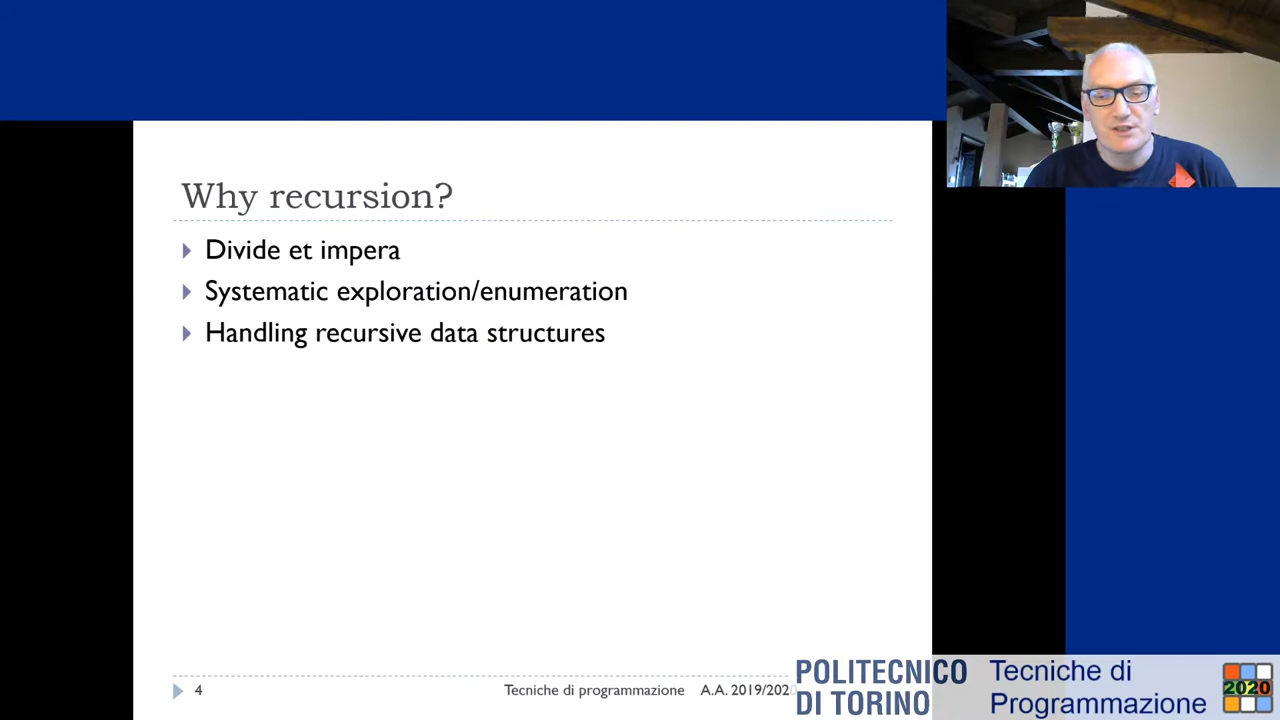 Why recursion?
Divide et impera
Systematic exploration/enumeration
Handling recursive data structures
4
Tecniche di programmazione A.A. 2019/2020
POLITECNICO
DI TORINO
Tecniche di
Programmazione
2020